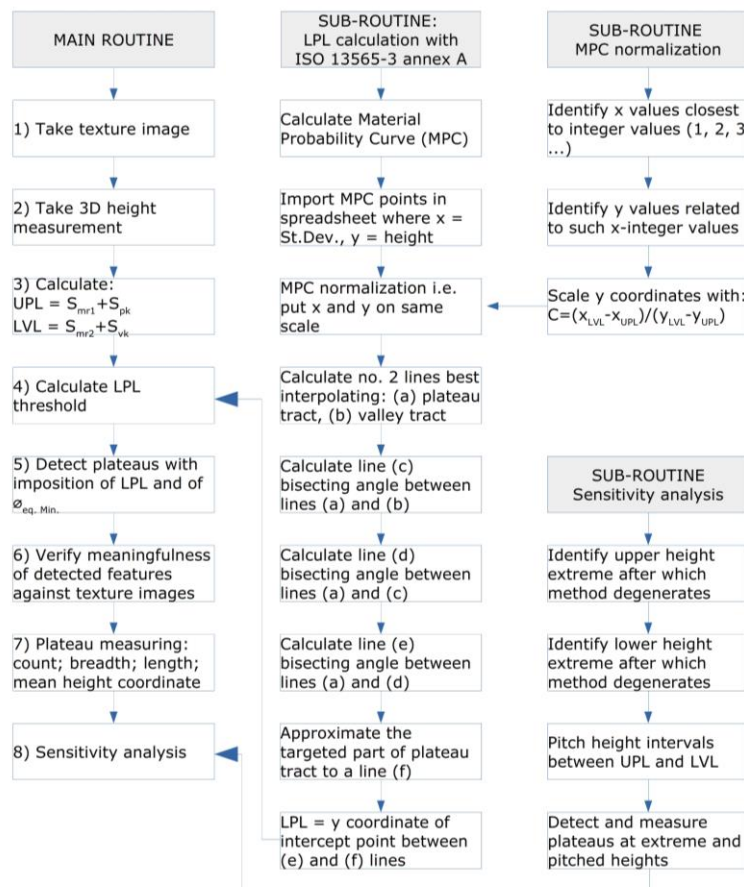 MAIN ROUTINE
1) Take texture image
2) Take 3D height
measurement
3) Calculate:
UPL = Smr1+Spk
LVL = Smr2+Svk
4) Calculate LPL
threshold
5) Detect plateaus with
imposition of LPL and of
øeq. Min.
6) Verify meaningfulness
of detected features
against texture images
7) Plateau measuring:
count; breadth; length;
mean height coordinate
8) Sensitivity analysis
SUB-ROUTINE:
LPL calculation with
ISO 13565-3 annex A
Calculate Material
Probability Curve (MPC)
Import MPC points in
spreadsheet where x =
St.Dev., y = height
MPC normalization i.e.
put x and y on same
scale
Calculate no. 2 lines best
interpolating: (a) plateau
tract, (b) valley tract
Calculate line (c)
bisecting angle between
lines (a) and (b)
Calculate line (d)
bisecting angle between
lines (a) and (c)
Calculate line (e)
bisecting angle between
lines (a) and (d)
Approximate the
targeted part of plateau
tract to a line (f)
LPL = y coordinate of
intercept point between
(e) and (f) lines
SUB-ROUTINE
MPC normalization
Identify x values closest
to integer values (1, 2, 3
...)
Identify y values related
to such x-integer values
Scale y coordinates with:
C=(xLVL-xUPL)/(yLVL-yUPL)
SUB-ROUTINE
Sensitivity analysis
Identify upper height
extreme after which
method degenerates
Identify lower height
extreme after which
method degenerates
Pitch height intervals
between UPL and LVL
Detect and measure
plateaus at extreme and
pitched heights